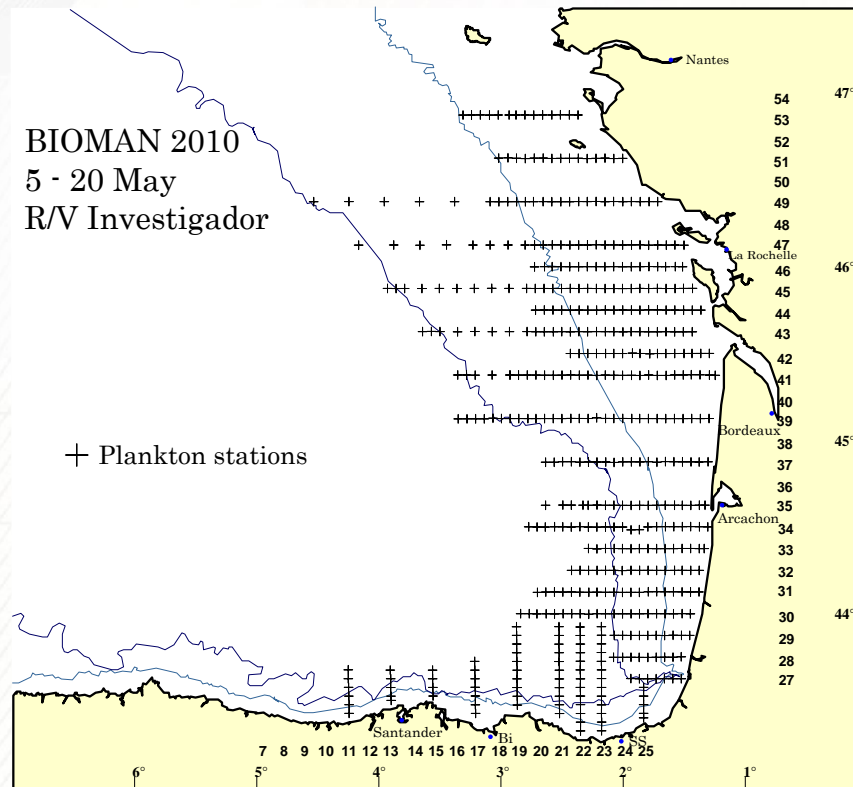 BIOMAN 2010
5 - 20 May
R/V Investigador
+ Plankton stations
Nantes
47°
54
53
52
51
50
49
48
47
La Rochelle
46
46°
45
44
43
42
41
40
39
Bordeaux
38
45°
37
36
35
Arcachon
34
33
32
31
30
44°
29
28
27
Santander
Bi
SS
7 8 9 10 11 12 13 14 15 16 17 18 19 20 21 22 23 24 25
6° 5° 4° 3° 2° 1°